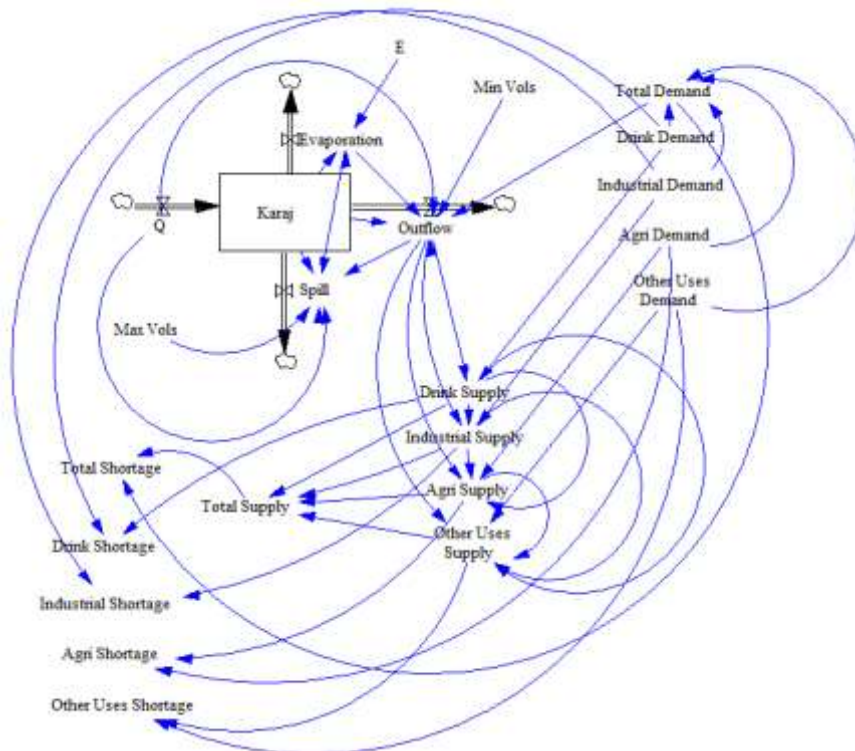 E
Min Vols
Total Demand
Evaporation
Drink Demand
Industrial Demand
Karaj
Q
Outflow
Agri Demand
Spill
Other Uses
Demand
Max Vols
Drink Supply
Industrial Supply
Total Shortage
Agri Supply
Total Supply
Other Uses
Supply
Drink Shortage
Industrial Shortage
Agri Shortage
Other Uses Shortage